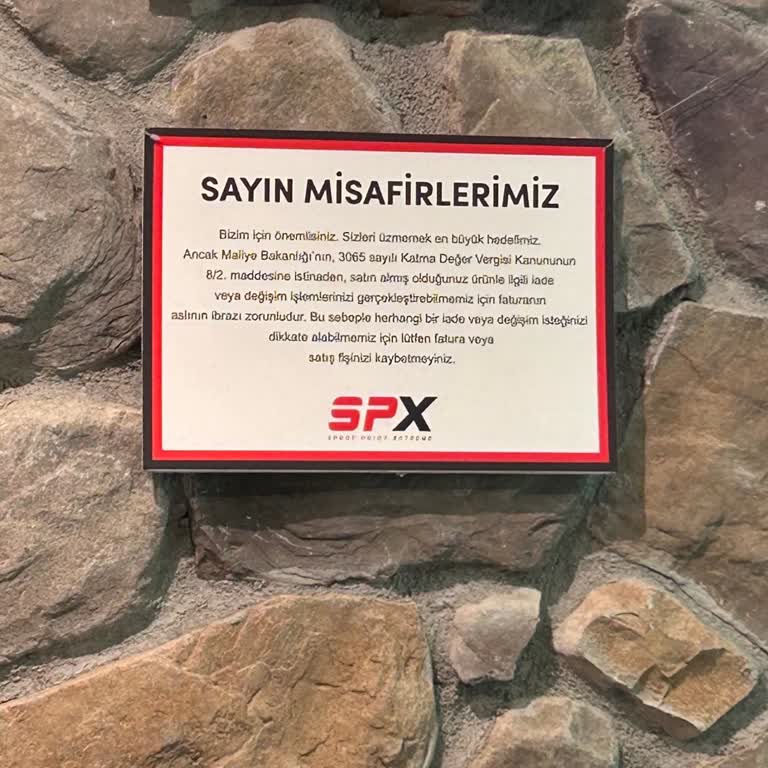 SAYIN MİSAFİRLERİMİZ
Bizim için önemlisiniz. Sizleri üzmemek en büyük hedefimiz.
Ancak Maliye Bakanlığı'nın, 3065 sayılı Katma Değer Vergisi Kanununun
8/2. maddesine istinaden, satın almış olduğunuz ürünle ilgili iade
veya değişim işlemlerinizi gerçekleştirebilmemiz için faturanın
aslının ibrazı zorunludur. Bu sebeple herhangi bir iade veya değişim isteğinizi
dikkate alabilmemiz için lütfen fatura veya
satış fişinizi kaybetmeyiniz.
SPX
SPORT POINT EXTREME